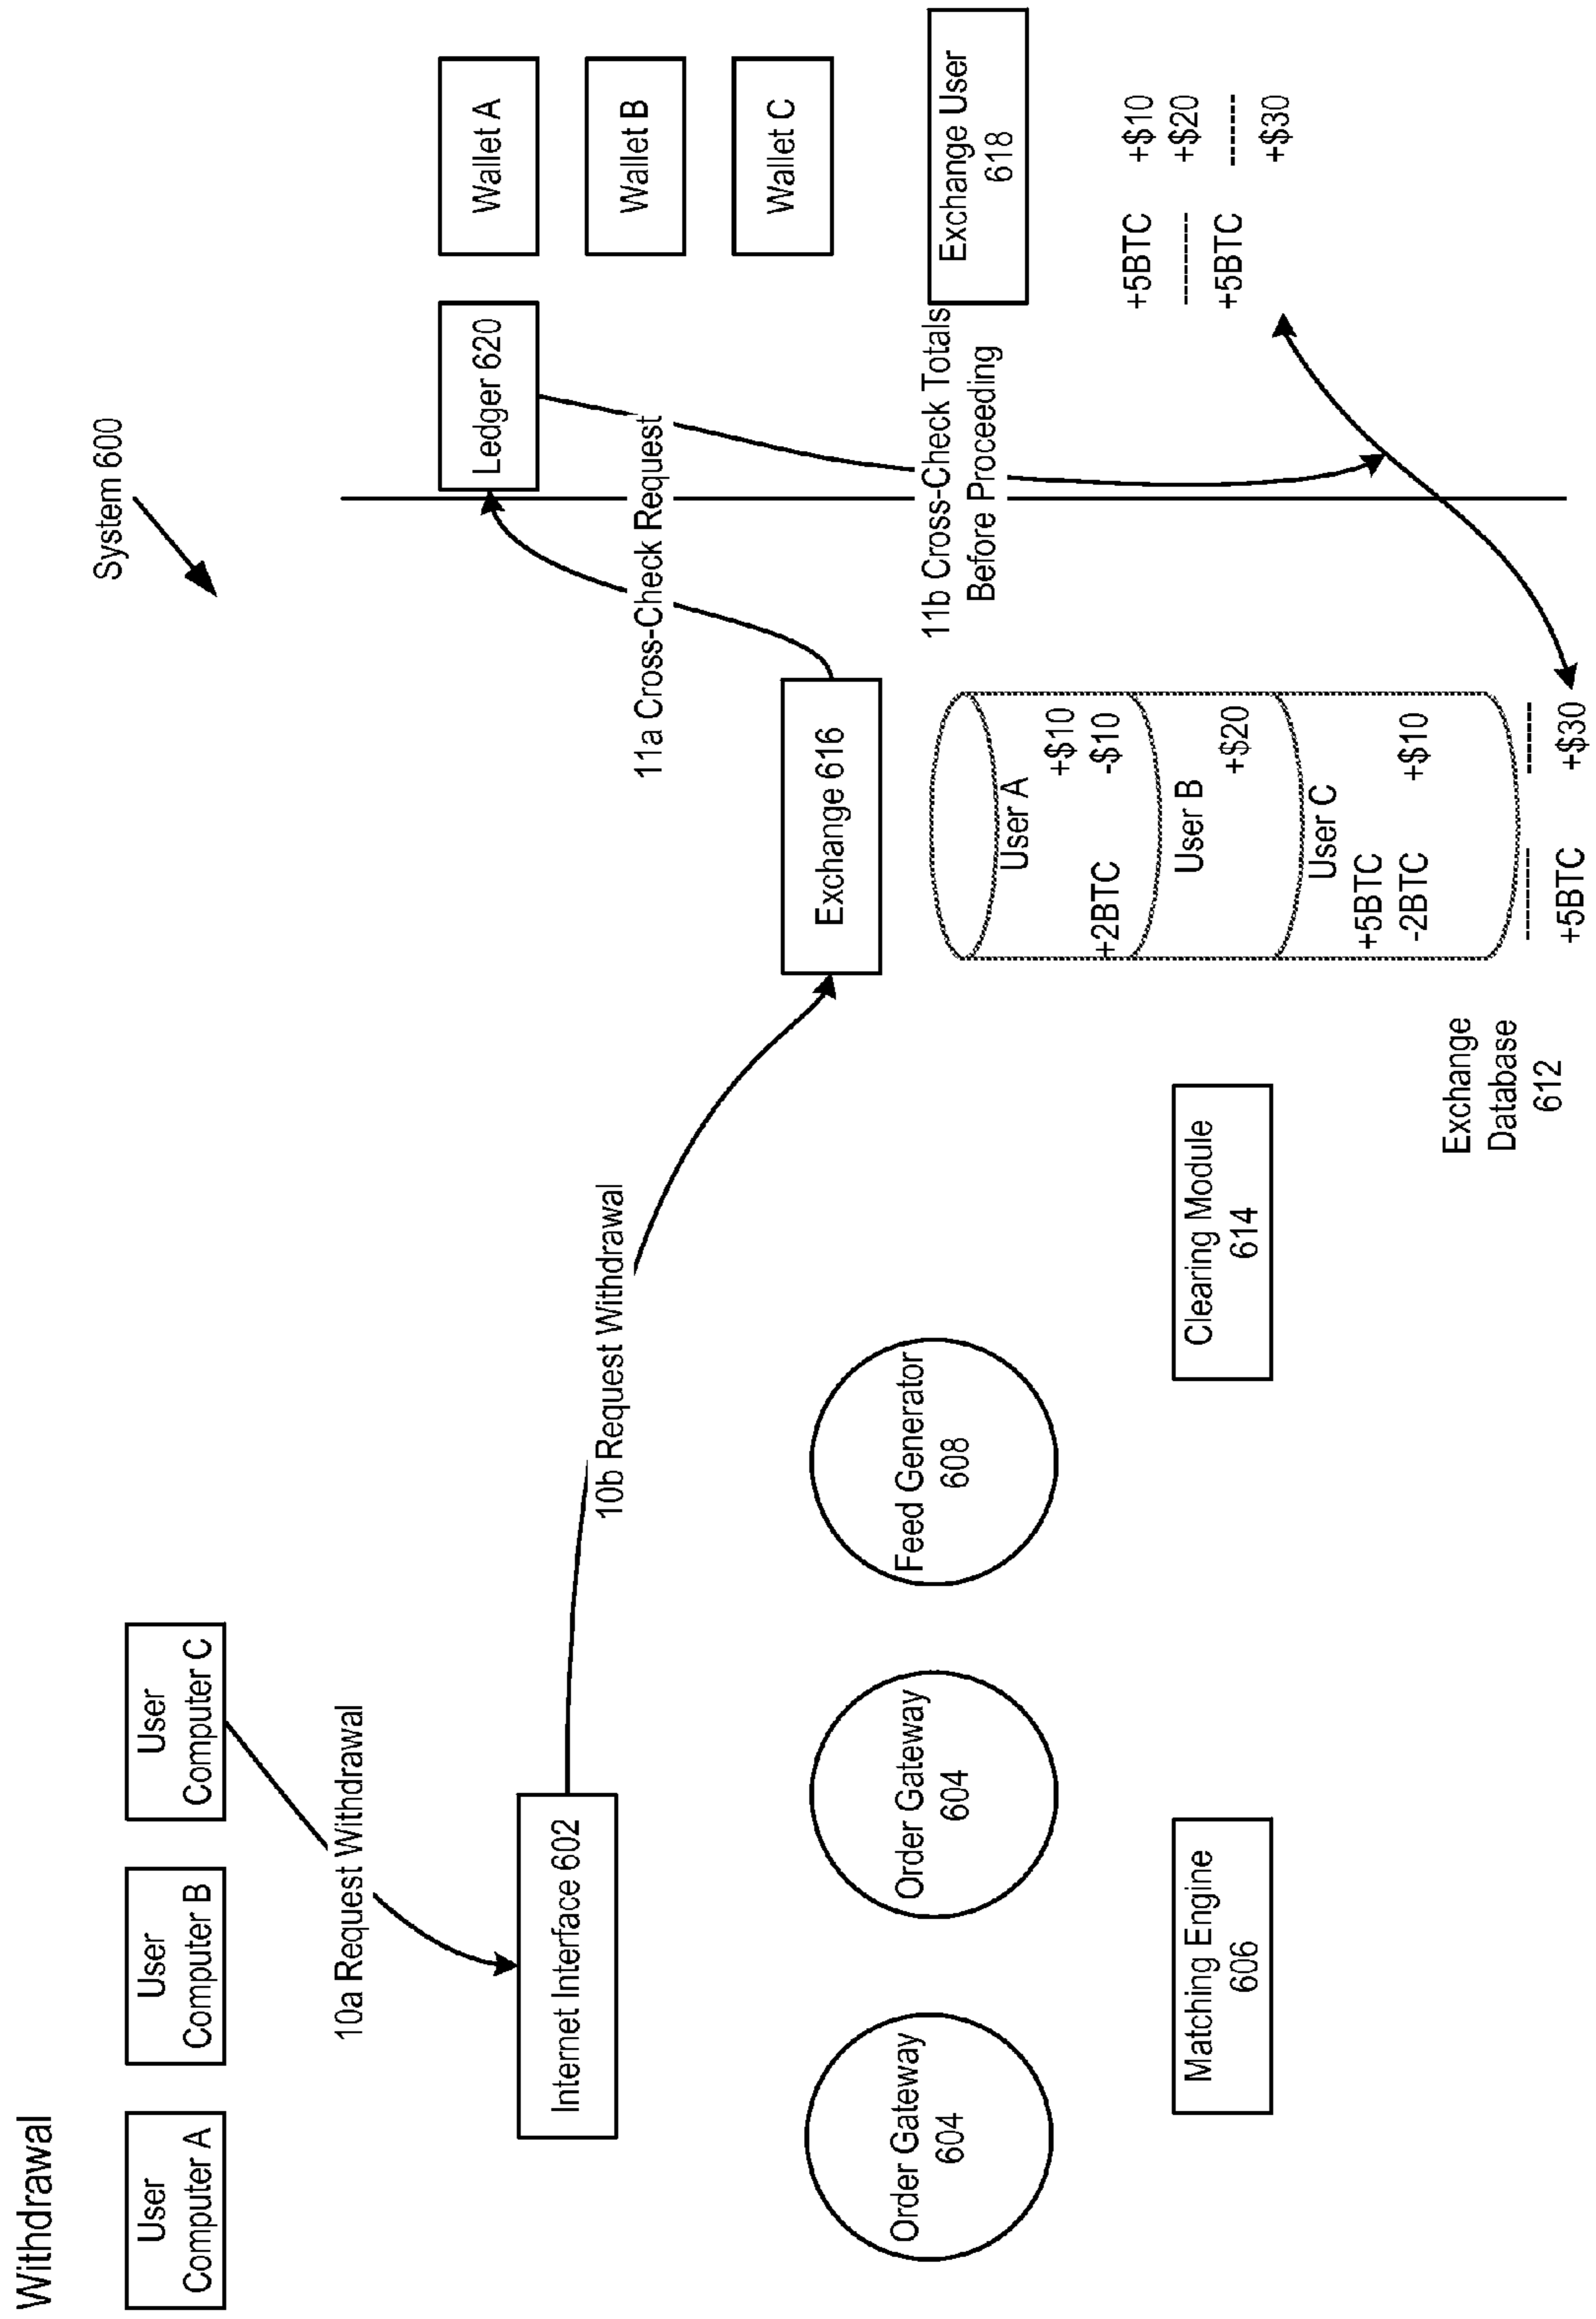 Withdrawal
System 600
User
Computer A
User
Computer B
User
Computer C
10a Request Withdrawal
Internet Interface 602
10b Request Withdrawal
11a Cross-Check Request
Ledger 620
Wallet A
Wallet B
Wallet C
Order Gateway
604
Order Gateway
604
Feed Generator
608
Exchange 616
11b Cross-Check Totals
Before Proceeding
Exchange User
618
Matching Engine
606
Clearing Module
614
User A
+$10
+2BTC -$10
User B
+$20
User C
+5BTC
-2BTC +$10
-------- ------
+5BTC +$30
Exchange
Database
612
+5BTC +$10
-------- +$20
+5BTC ------
+$30